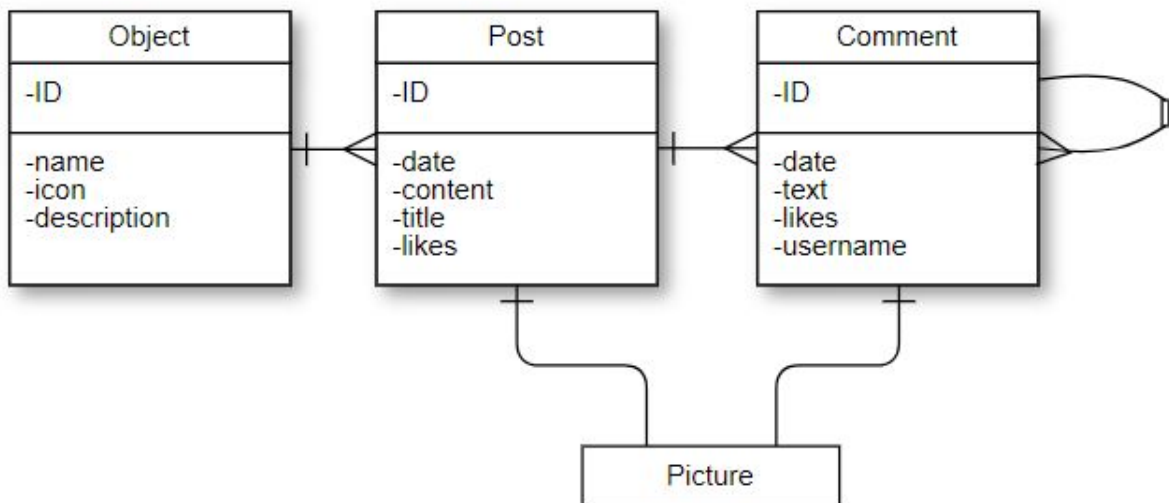 Object
-ID
-name
-icon
-description
Post
-ID
-date
-content
-title
-likes
Comment
-ID
-date
-text
-likes
-username
Picture